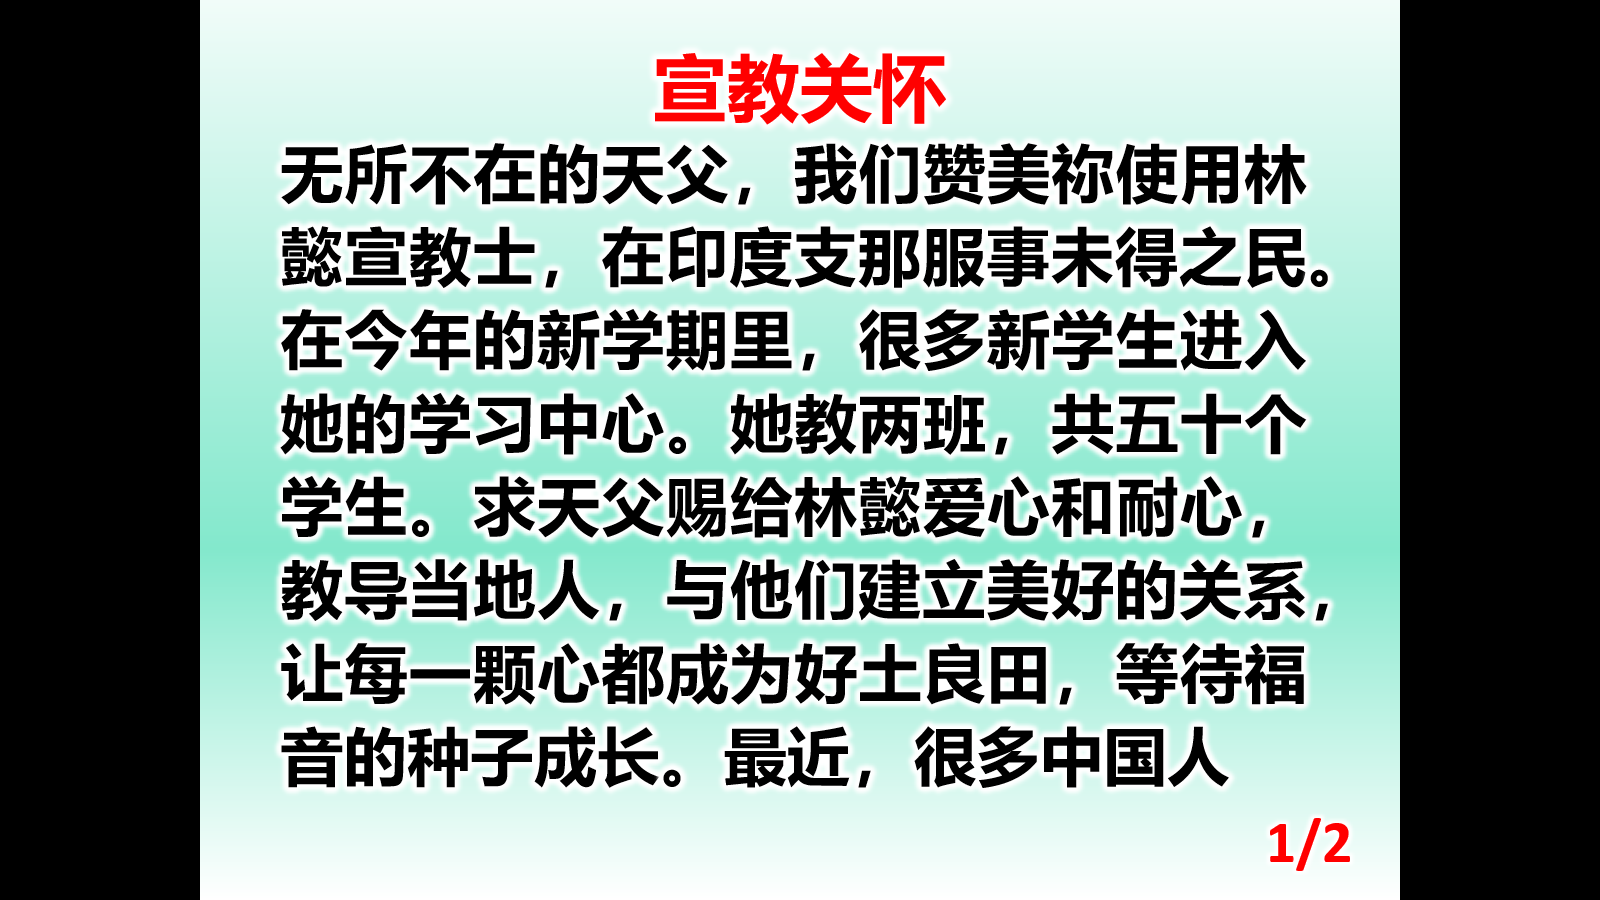 宣教关怀
无所不在的天父，我们赞美祢使用林
懿宣教士，在印度支那服事未得之民。
在今年的新学期里，很多新学生进入
她的学习中心。她教两班，共五十个
学生。求天父赐给林懿爱心和耐心，
教导当地人，与他们建立美好的关系，
让每一颗心都成为好土良田，等待福
音的种子成长。最近，很多中国人
1/2